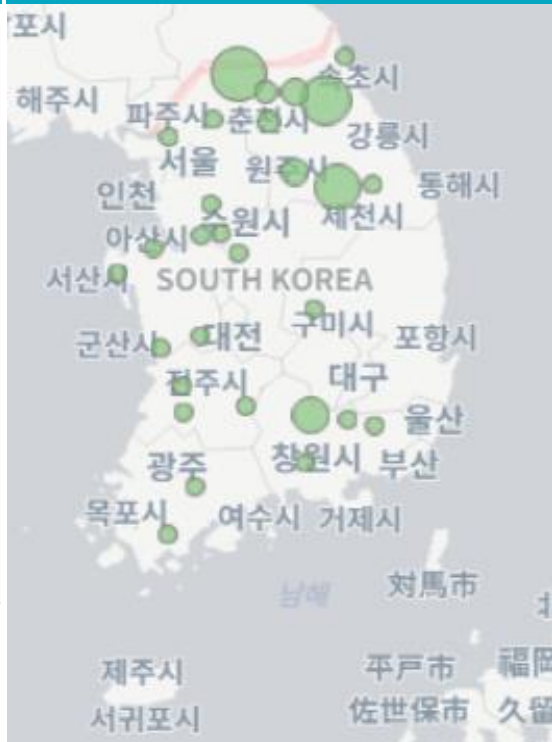 포시
해주시
속초시
파주시
춘천시
강릉시
서울
원주시
인천
동해시
수원시
제천시
아산시
서산시
SOUTH KOREA
구미시
군산시
대전
포항시
전주시
대구
울산
창원시
광주
부산
목포시
여수시
거제시
남해
対馬市
제주시
平戸市
福岡
서귀포시
佐世保市
久留